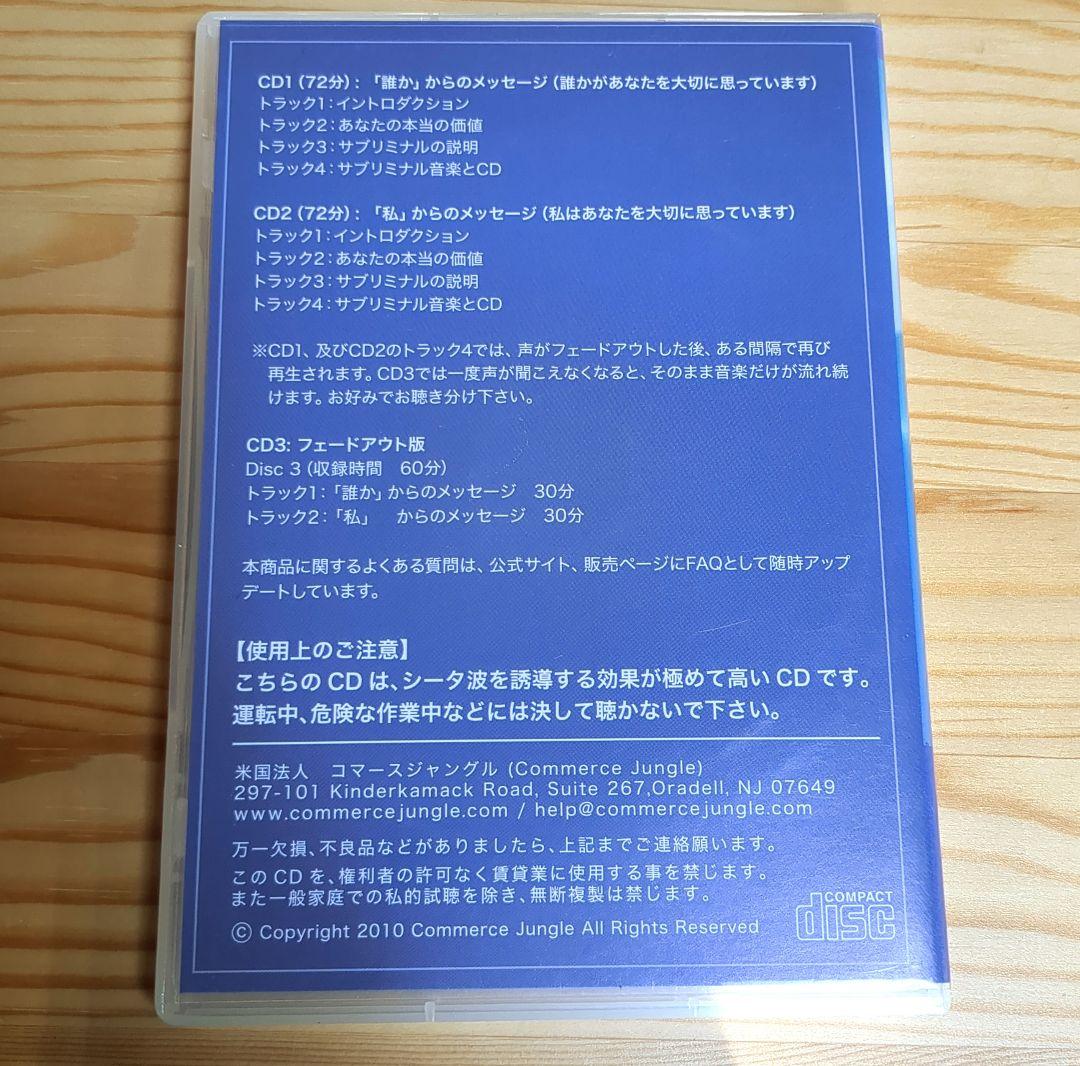 CD1（72分）：「誰か」からのメッセージ（誰かがあなたを大切に思っています）
トラック1：イントロダクション
トラック2：あなたの本当の価値
トラック3：サブリミナルの説明
トラック4：サブリミナル音楽とCD
CD2（72分）：「私」からのメッセージ（私はあなたを大切に思っています）
トラック1：イントロダクション
トラック2：あなたの本当の価値
トラック3：サブリミナルの説明
トラック4：サブリミナル音楽とCD
※CD1、及びCD2のトラック4では、声がフェードアウトした後、ある間隔で再び
再生されます。CD3では一度声が聞こえなくなると、そのまま音楽だけが流れ続
けます。お好みでお聴き分け下さい。
CD3: フェードアウト版
Disc 3（収録時間　60分）
トラック1：「誰か」からのメッセージ　30分
トラック2：「私」　からのメッセージ　30分
本商品に関するよくある質問は、公式サイト、販売ページにFAQとして随時アップ
デートしています。
【使用上のご注意】
こちらの CD は、シータ波を誘導する効果が極めて高い CD です。
運転中、危険な作業中などには決して聴かないで下さい。
米国法人　コマースジャングル (Commerce Jungle)
297-101 Kinderkamack Road, Suite 267,Oradell, NJ 07649
www.commercejungle.com / help@commercejungle.com
万一欠損、不良品などがありましたら、上記までご連絡願います。
この CD を、権利者の許可なく賃貸業に使用する事を禁じます。
また一般家庭での私的試聴を除き、無断複製は禁じます。
© Copyright 2010 Commerce Jungle All Rights Reserved
COMPACT
disc